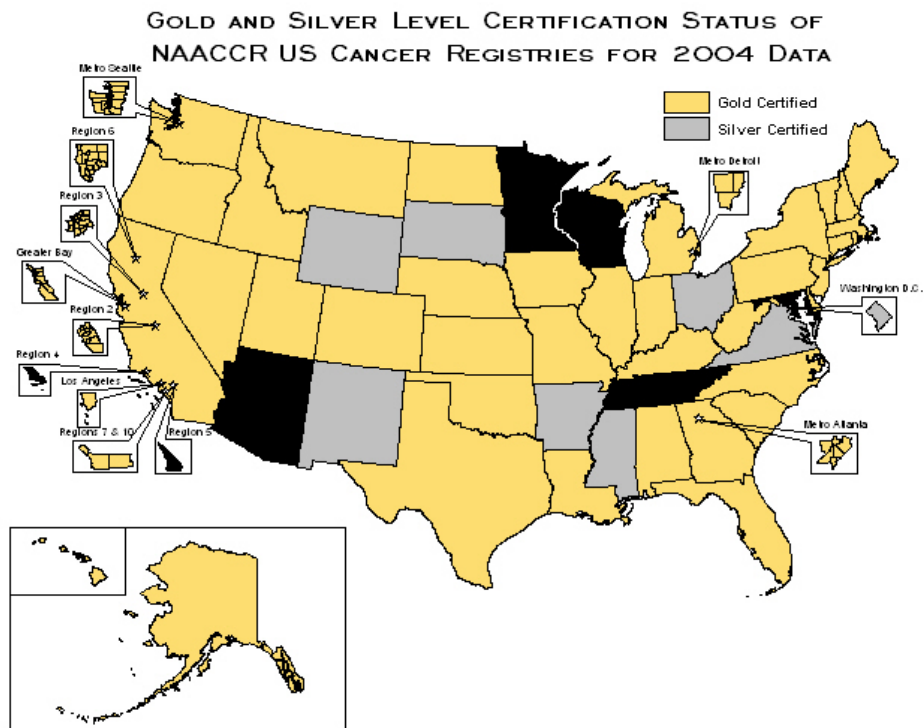 Gold and Silver Level Certification Status of
NAACCR US Cancer Registries for 2004 Data
Gold Certified
Silver Certified
Metro Seattle
Region 6
Region 3
Greater Bay
Region 2
Region 4
Los Angeles
Regions 7 & 10
Region 5
Metro Detroit
Washington D.C.
Metro Atlanta